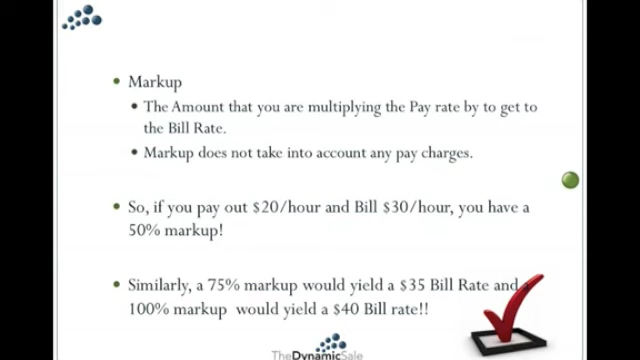 Markup
The Amount that you are multiplying the Pay rate by to get to
the Bill Rate.
Markup does not take into account any pay charges.
So, if you pay out $20/hour and Bill $30/hour, you have a
50% markup!
Similarly, a 75% markup would yield a $35 Bill Rate and a
100% markup would yield a $40 Bill rate!!
TheDynamicSale